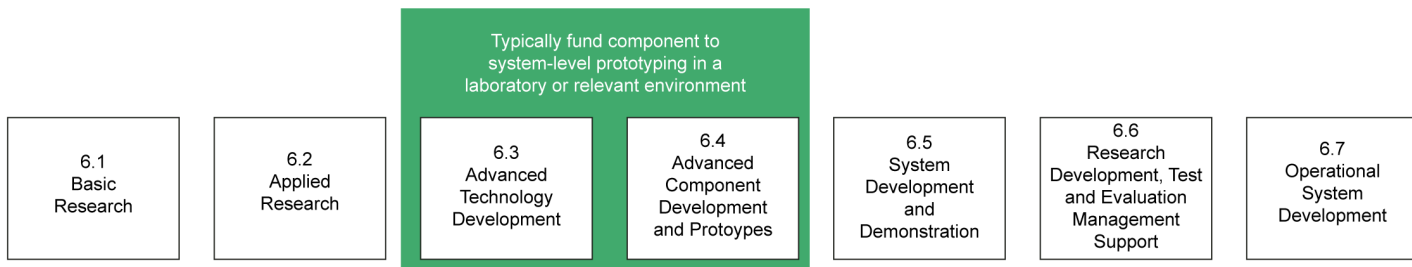 Typically fund component to
system-level prototyping in a
laboratory or relevant environment
6.1
Basic
Research
6.2
Applied
Research
6.3
Advanced
Technology
Development
6.4
Advanced
Component
Development
and Protoypes
6.5
System
Development
and
Demonstration
6.6
Research
Development, Test
and Evaluation
Management
Support
6.7
Operational
System
Development